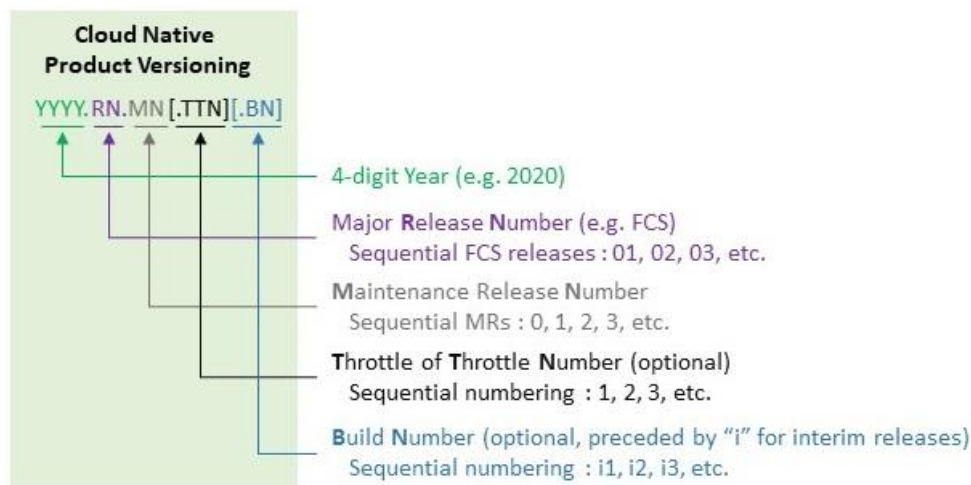 Cloud Native
Product Versioning
YYYY.RN.MN [.TTN][.BN]
4-digit Year (e.g. 2020)
Major Release Number (e.g. FCS)
Sequential FCS releases : 01, 02, 03, etc.
Maintenance Release Number
Sequential MRs : 0, 1, 2, 3, etc.
Throttle of Throttle Number (optional)
Sequential numbering : 1, 2, 3, etc.
Build Number (optional, preceded by “i” for interim releases)
Sequential numbering : i1, i2, i3, etc.